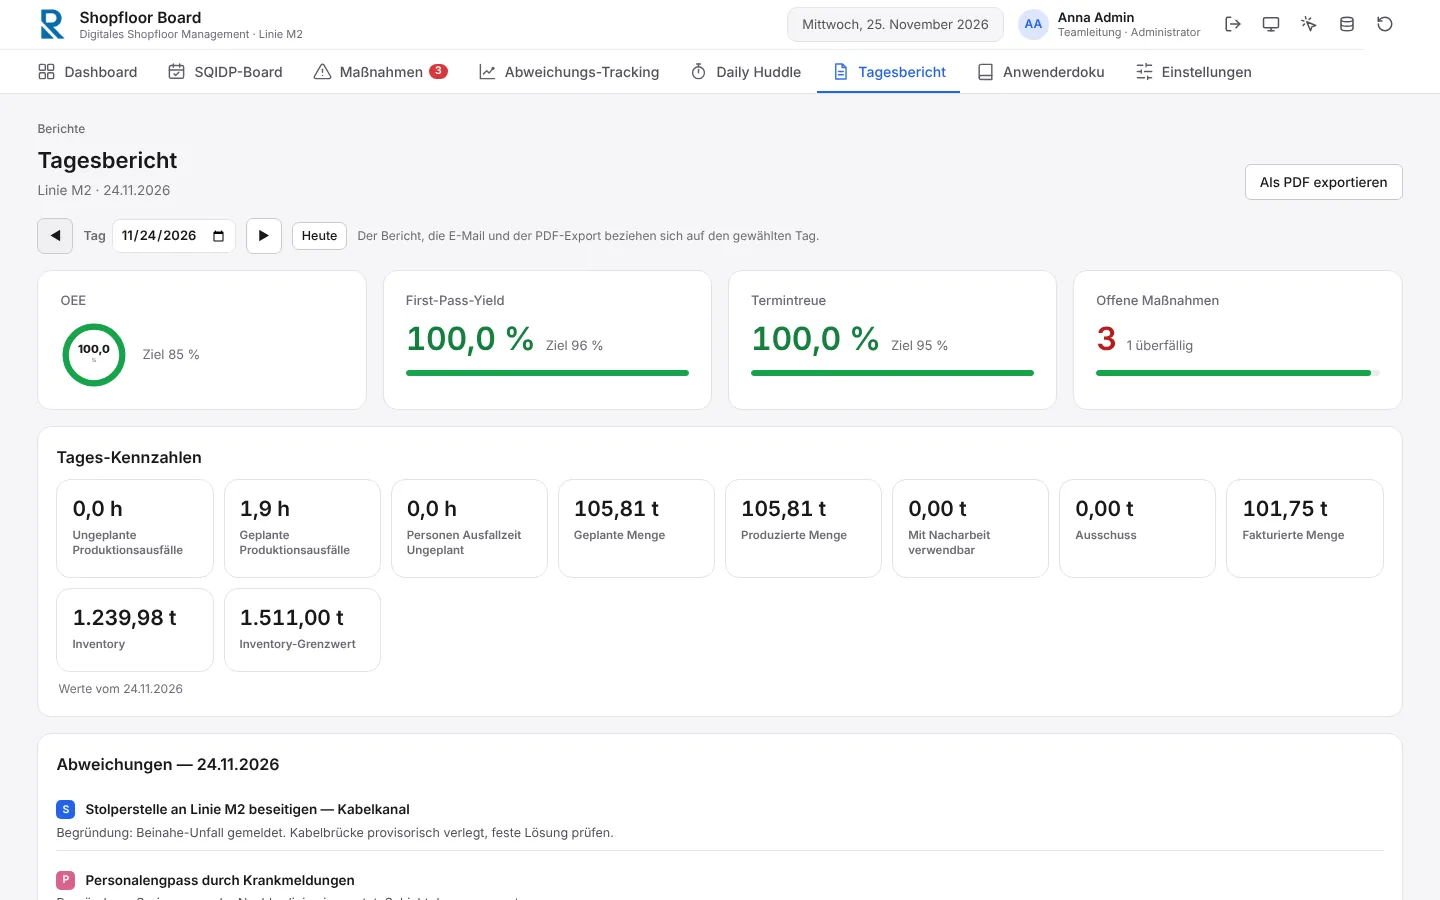 Shopfloor Board
Digitales Shopfloor Management · Linie M2
Mittwoch, 25. November 2026
AA
Anna Admin
Teamleitung · Administrator
Dashboard
SQIDP-Board
Maßnahmen 3
Abweichungs-Tracking
Daily Huddle
Tagesbericht
Anwenderdoku
Einstellungen
Berichte
Tagesbericht
Linie M2 · 24.11.2026
Als PDF exportieren
Tag
11/24/2026
Heute
Der Bericht, die E-Mail und der PDF-Export beziehen sich auf den gewählten Tag.
OEE
100,0
%
Ziel 85 %
First-Pass-Yield
100,0 % Ziel 96 %
Termintreue
100,0 % Ziel 95 %
Offene Maßnahmen
3 1 überfällig
Tages-Kennzahlen
0,0 h
Ungeplante
Produktionsausfälle
1,9 h
Geplante
Produktionsausfälle
0,0 h
Personen Ausfallzeit
Ungeplant
105,81 t
Geplante Menge
105,81 t
Produzierte Menge
0,00 t
Mit Nacharbeit
verwendbar
0,00 t
Ausschuss
101,75 t
Fakturierte Menge
1.239,98 t
Inventory
1.511,00 t
Inventory-Grenzwert
Werte vom 24.11.2026
Abweichungen — 24.11.2026
S Stolperstelle an Linie M2 beseitigen — Kabelkanal
Begründung: Beinahe-Unfall gemeldet. Kabelbrücke provisorisch verlegt, feste Lösung prüfen.
P Personalengpass durch Krankmeldungen